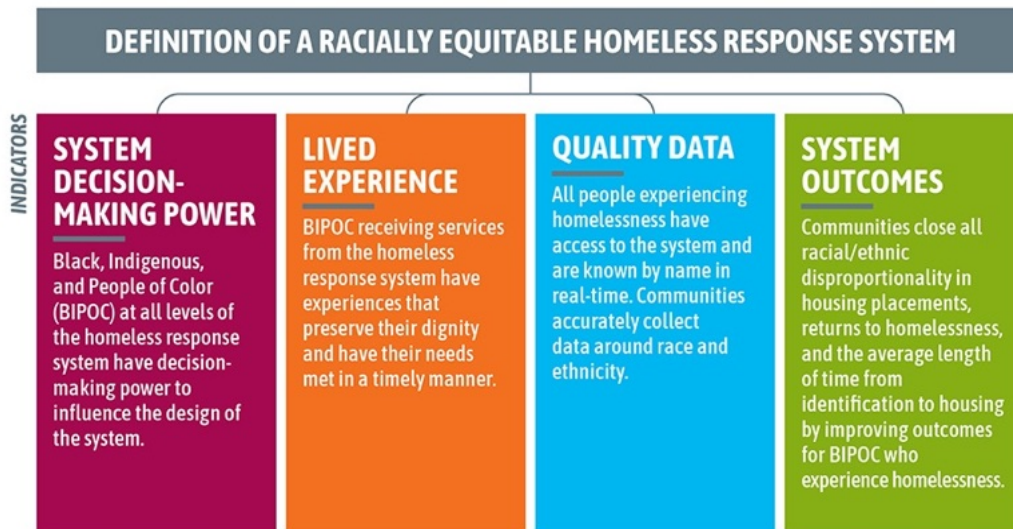 DEFINITION OF A RACIALLY EQUITABLE HOMELESS RESPONSE SYSTEM
INDICATORS
SYSTEM
DECISION-
MAKING POWER
Black, Indigenous,
and People of Color
(BIPOC) at all levels of
the homeless response
system have decision-
making power to
influence the design of
the system.
LIVED
EXPERIENCE
BIPOC receiving services
from the homeless
response system have
experiences that
preserve their dignity
and have their needs
met in a timely manner.
QUALITY DATA
All people experiencing
homelessness have
access to the system and
are known by name in
real-time. Communities
accurately collect
data around race and
ethnicity.
SYSTEM
OUTCOMES
Communities close all
racial/ethnic
disproportionality in
housing placements,
returns to homelessness,
and the average length
of time from
identification to housing
by improving outcomes
for BIPOC who
experience homelessness.